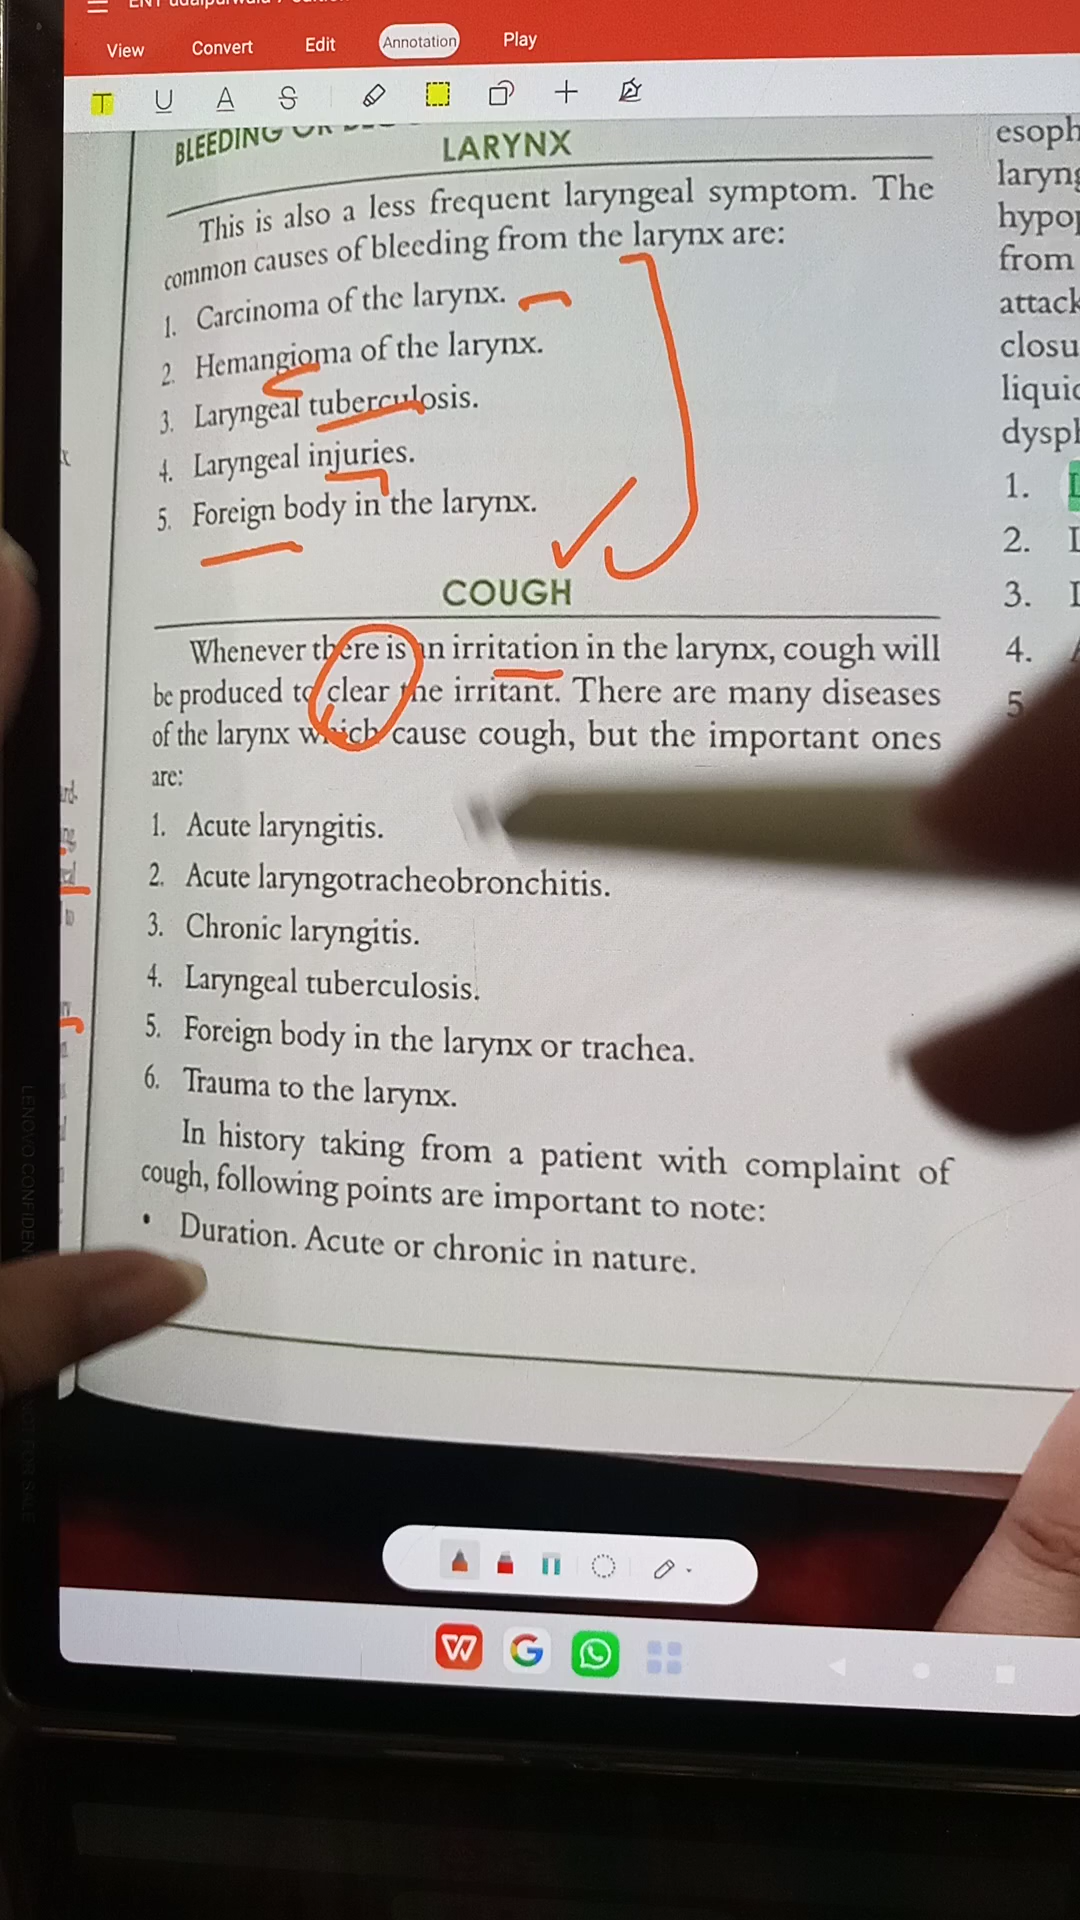 View Convert Edit Annotation Play
LARYNX
This is also a less frequent laryngeal symptom. The
common causes of bleeding from the larynx are:
1. Carcinoma of the larynx.
2. Hemangioma of the larynx.
3. Laryngeal tuberculosis.
4. Laryngeal injuries.
5. Foreign body in the larynx.
COUGH
Whenever there is an irritation in the larynx, cough will
be produced to clear the irritant. There are many diseases
of the larynx which cause cough, but the important ones
are:
1. Acute laryngitis.
2. Acute laryngotracheobronchitis.
3. Chronic laryngitis.
4. Laryngeal tuberculosis.
5. Foreign body in the larynx or trachea.
6. Trauma to the larynx.
In history taking from a patient with complaint of
cough, following points are important to note:
• Duration. Acute or chronic in nature.
from
attack
1.
2.
3.
4.
5